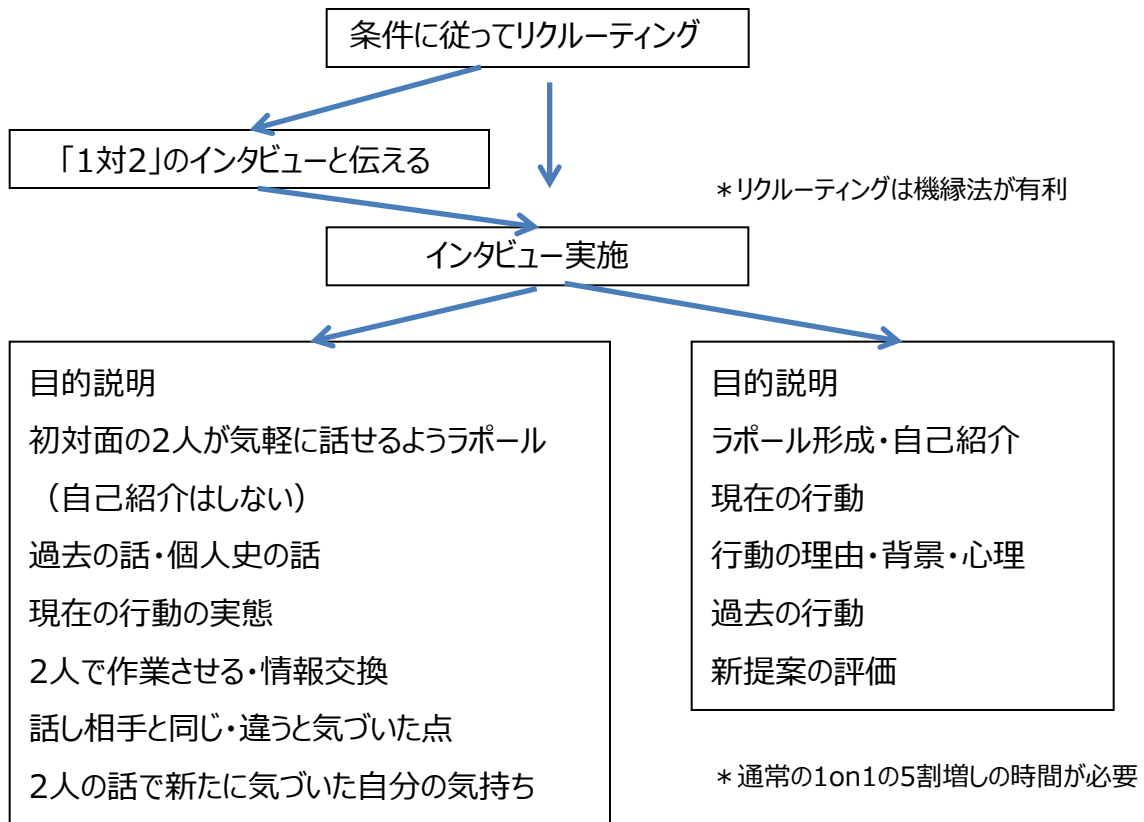 条件に従ってリクルーティング
「1対2」のインタビューと伝える
＊リクルーティングは機縁法が有利
インタビュー実施
目的説明
初対面の2人が気軽に話せるようラポール
（自己紹介はしない）
過去の話・個人史の話
現在の行動の実態
2人で作業させる・情報交換
話し相手と同じ・違うと気づいた点
2人の話で新たに気づいた自分の気持ち
目的説明
ラポール形成・自己紹介
現在の行動
行動の理由・背景・心理
過去の行動
新提案の評価
＊通常の1on1の5割増しの時間が必要